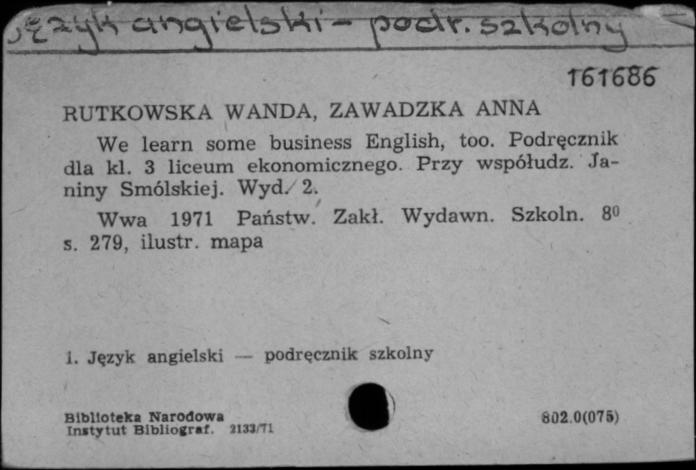 Język angielski - podr. szkolny
161686
RUTKOWSKA WANDA, ZAWADZKA ANNA
We learn some business English, too. Podręcznik
dla kl. 3 liceum ekonomicznego. Przy współudz. Ja-
niny Smólskiej. Wyd. 2.
Wwa 1971 Państw. Zakł. Wydawn. Szkoln. 8⁰
s. 279, ilustr. mapa
1. Język angielski — podręcznik szkolny
Biblioteka Narodowa 802.0(075)
Instytut Bibliograf. 2133/71